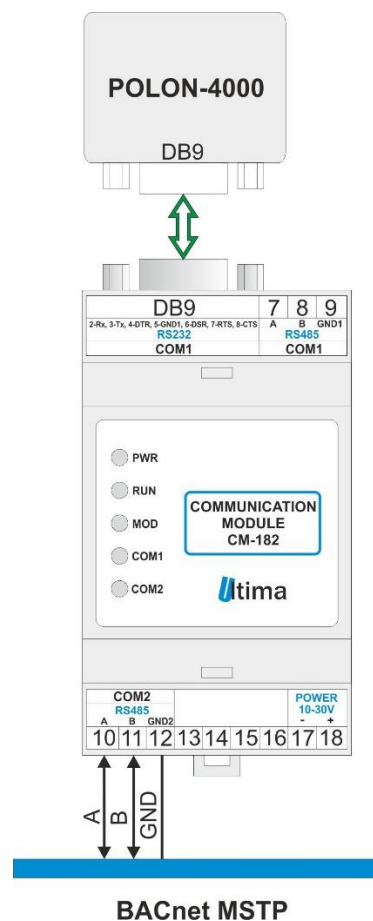 POLON-4000
DB9
DB9 7 8 9
2-Rx, 3-Tx, 4-DTR, 5-GND1, 6-DSR, 7-RTS, 8-CTS A B GND1
RS232 RS485
COM1 COM1
PWR
RUN
MOD
COM1
COM2
COMMUNICATION
MODULE
CM-182
Ultima
COM2 POWER
RS485 10-30V
A B GND2 - +
10 11 12 13 14 15 16 17 18
A
B
GND
BACnet MSTP